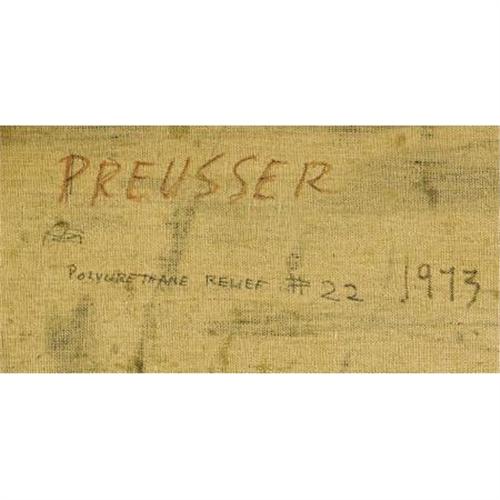 PREUSSER
POLYURETHANE RELIEF # 22 1973